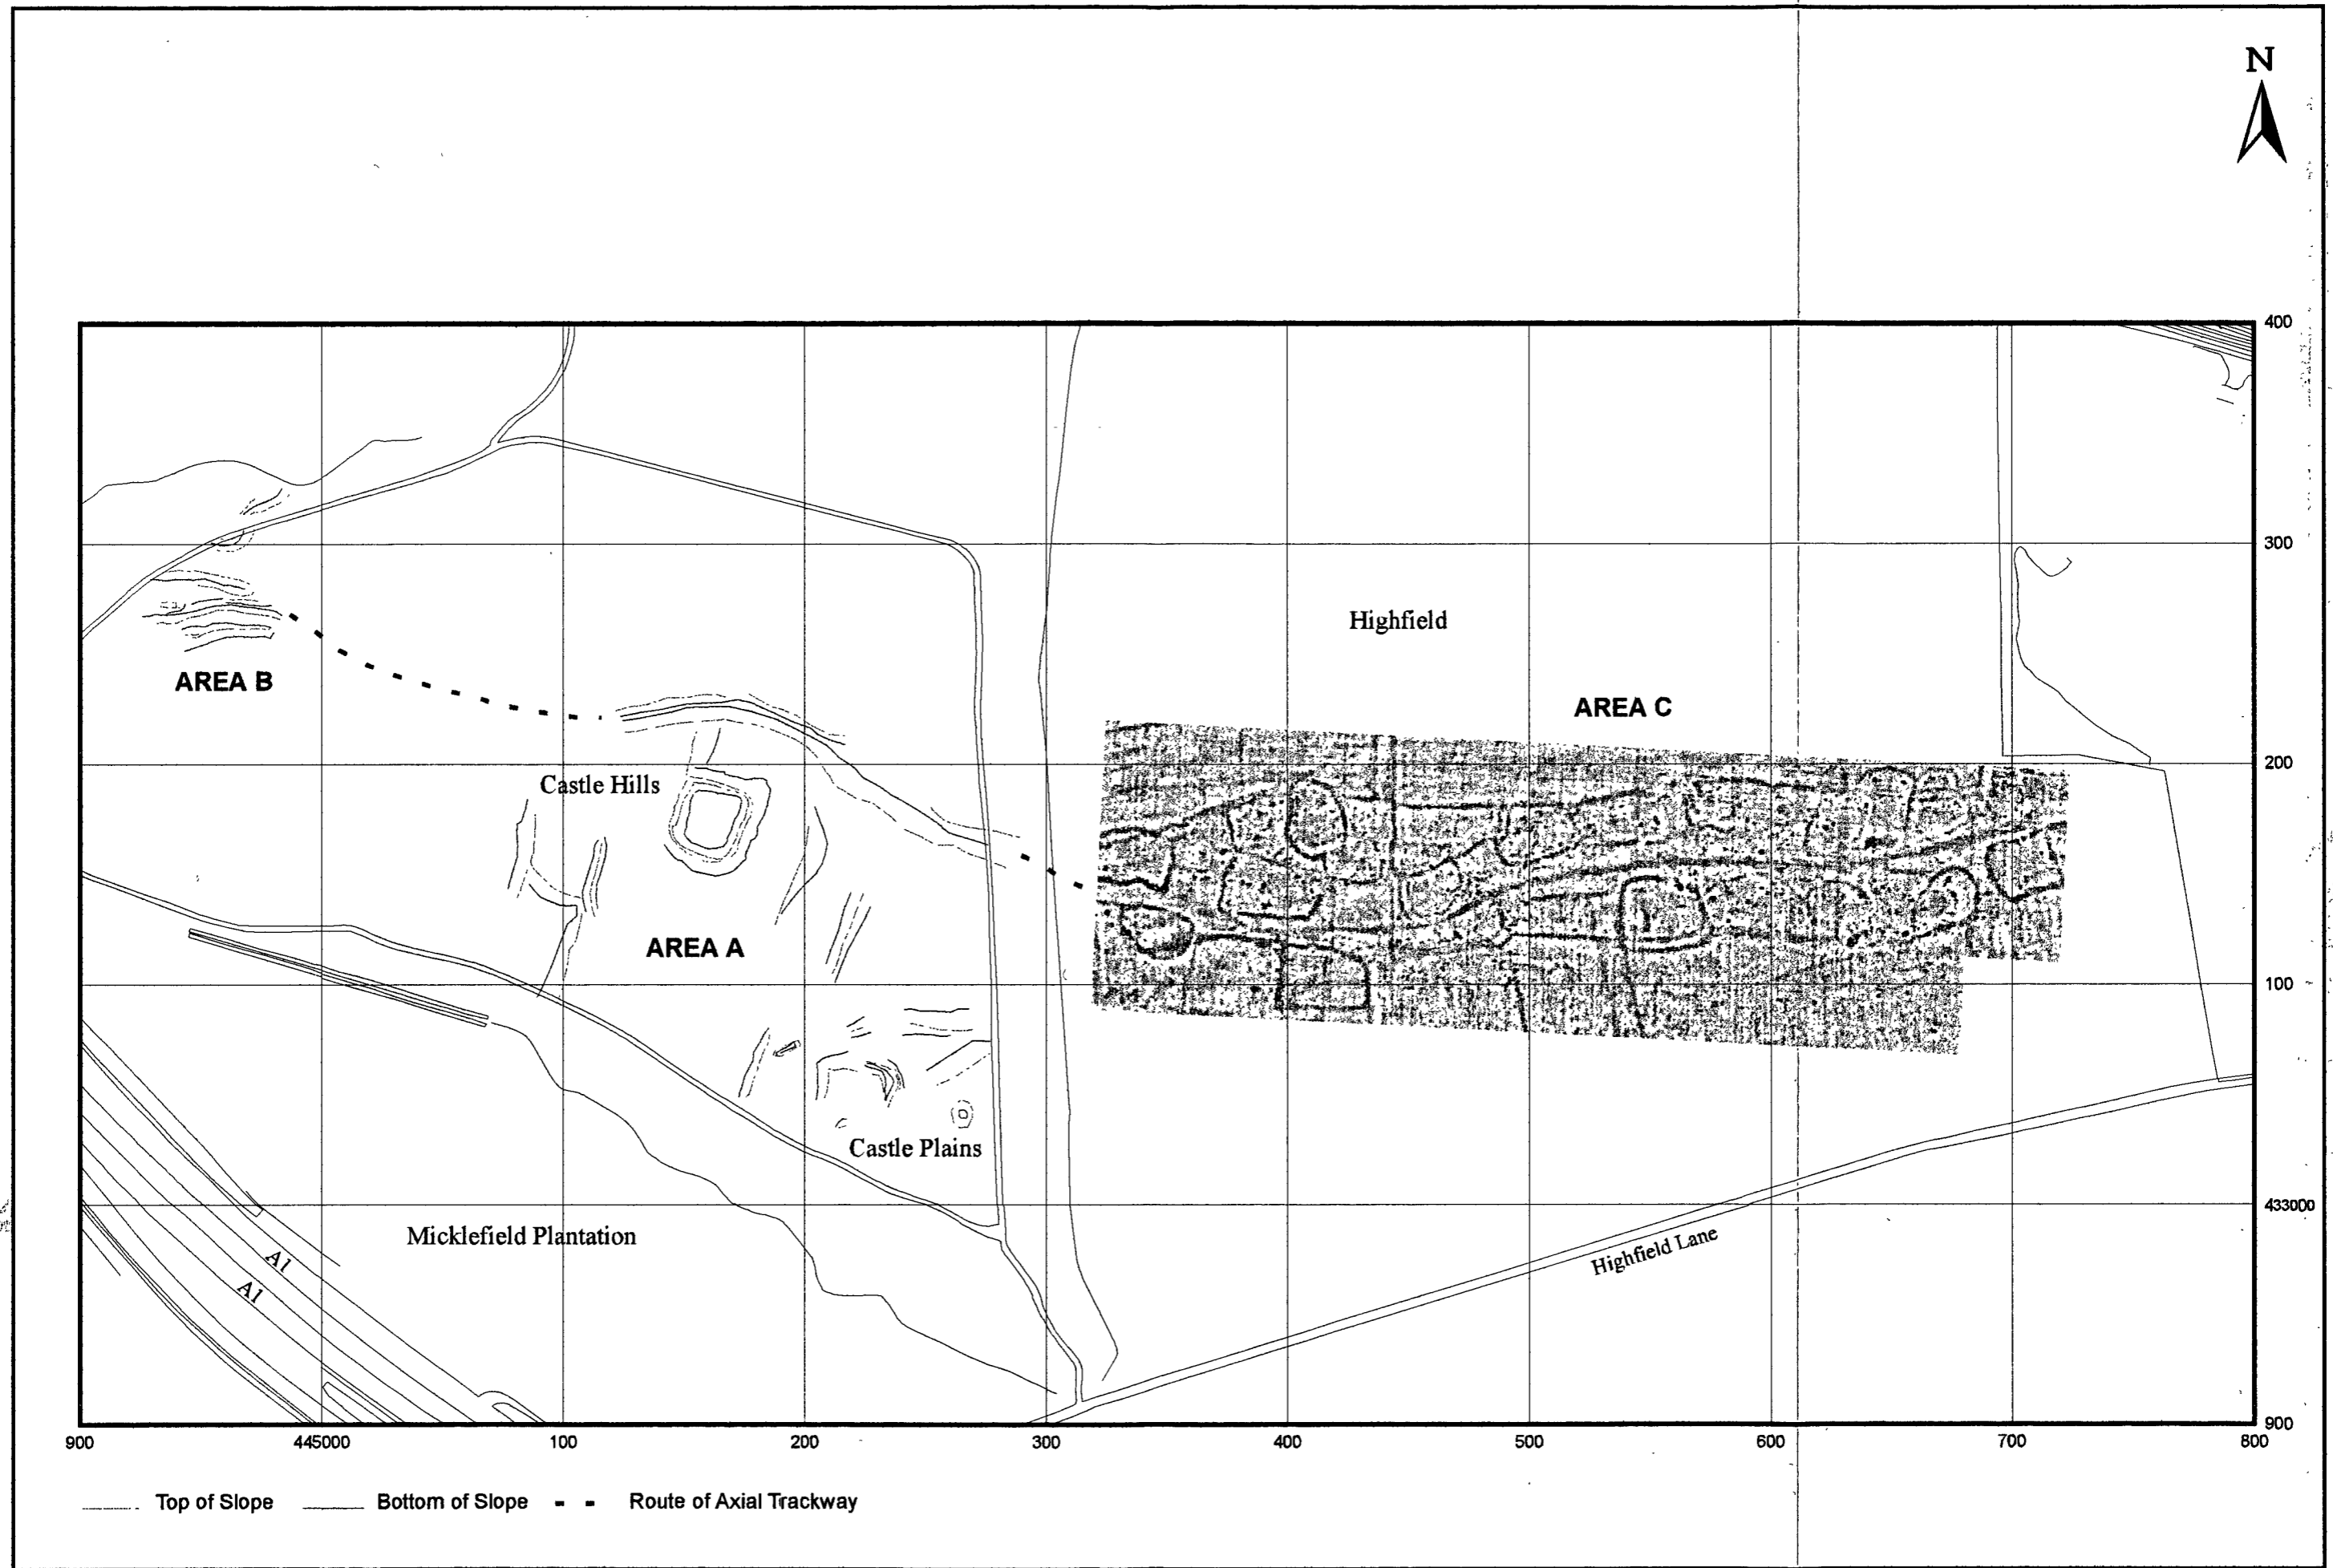 N
400
300
Highfield
AREA B
AREA C
200
Castle Hills
AREA A
100
Castle Plains
433000
Micklefield Plantation
A1
A1
Highfield Lane
900
900 445000 100 200 300 400 500 600 700 800
Top of Slope Bottom of Slope Route of Axial Trackway